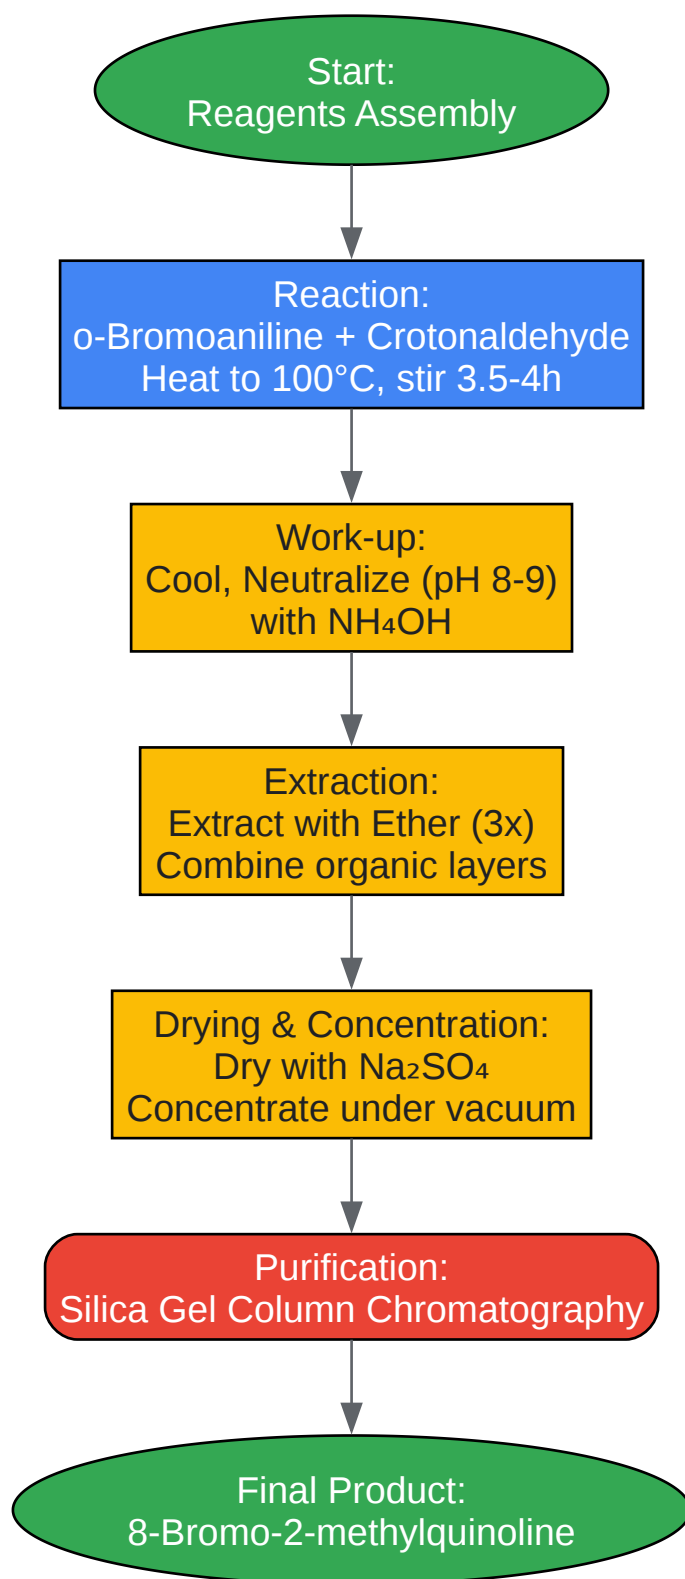 Start:
Reagents Assembly
Reaction:
o-Bromoaniline + Crotonaldehyde
Heat to 100°C, stir 3.5-4h
Work-up:
Cool, Neutralize (pH 8-9)
with NH₄OH
Extraction:
Extract with Ether (3x)
Combine organic layers
Drying & Concentration:
Dry with Na₂SO₄
Concentrate under vacuum
Purification:
Silica Gel Column Chromatography
Final Product:
8-Bromo-2-methylquinoline